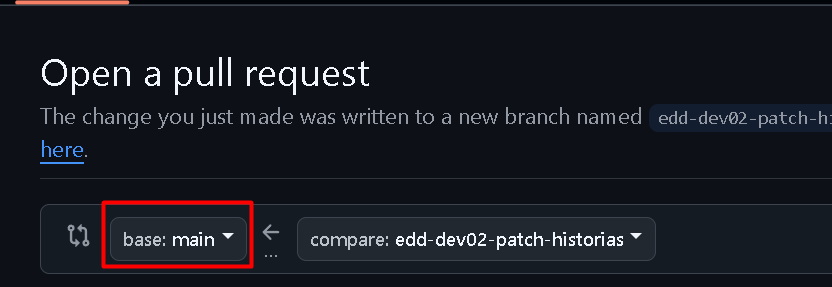 Open a pull request
The change you just made was written to a new branch named edd-dev02-patch-hi
here.
base: main ← compare: edd-dev02-patch-historias
...